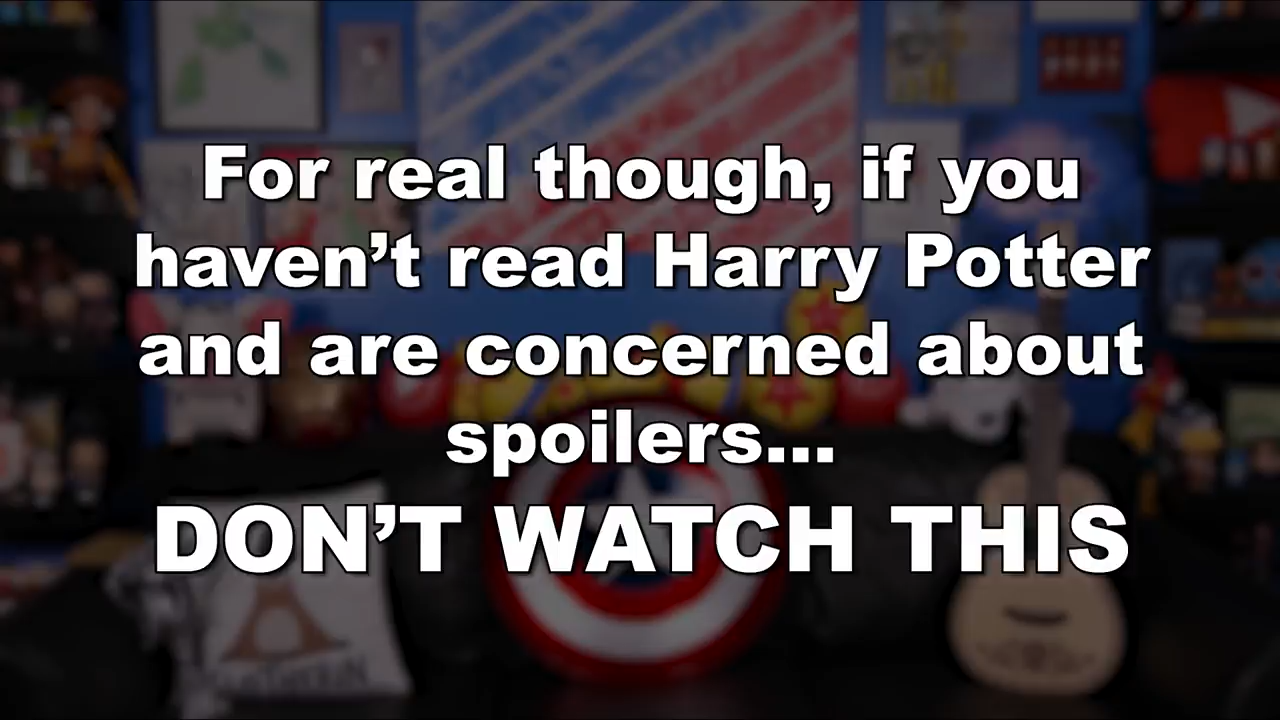 For real though, if you
haven’t read Harry Potter
and are concerned about
spoilers...
DON’T WATCH THIS